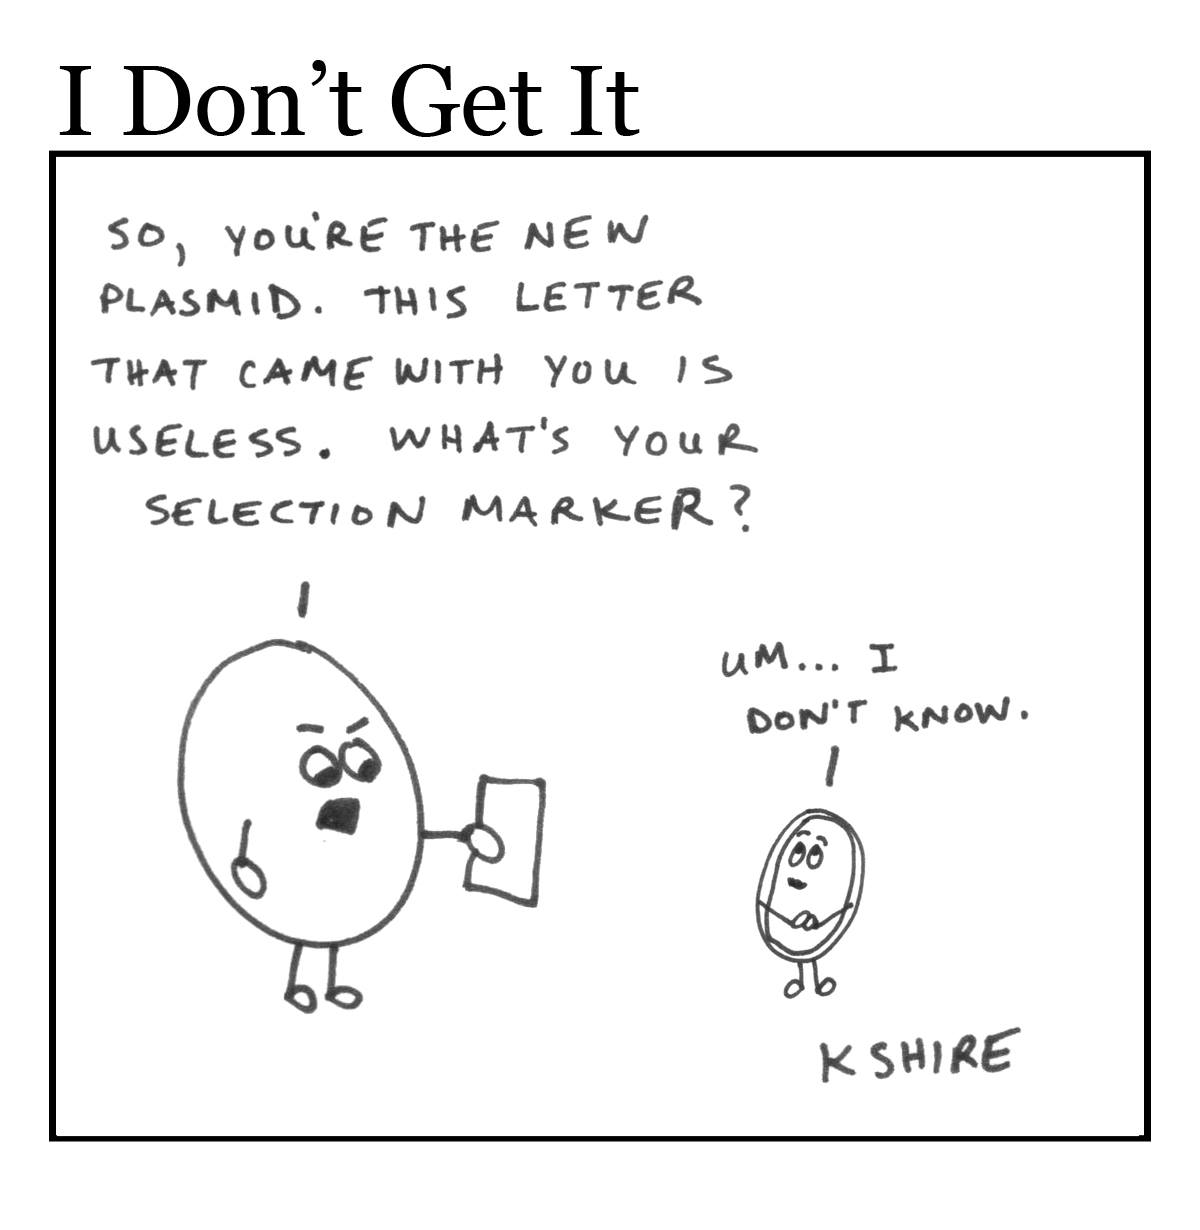 I Don’t Get It
SO, YOU'RE THE NEW
PLASMID. THIS LETTER
THAT CAME WITH YOU IS
USELESS. WHAT'S YOUR
SELECTION MARKER?
UM... I
DON'T KNOW.
K SHIRE